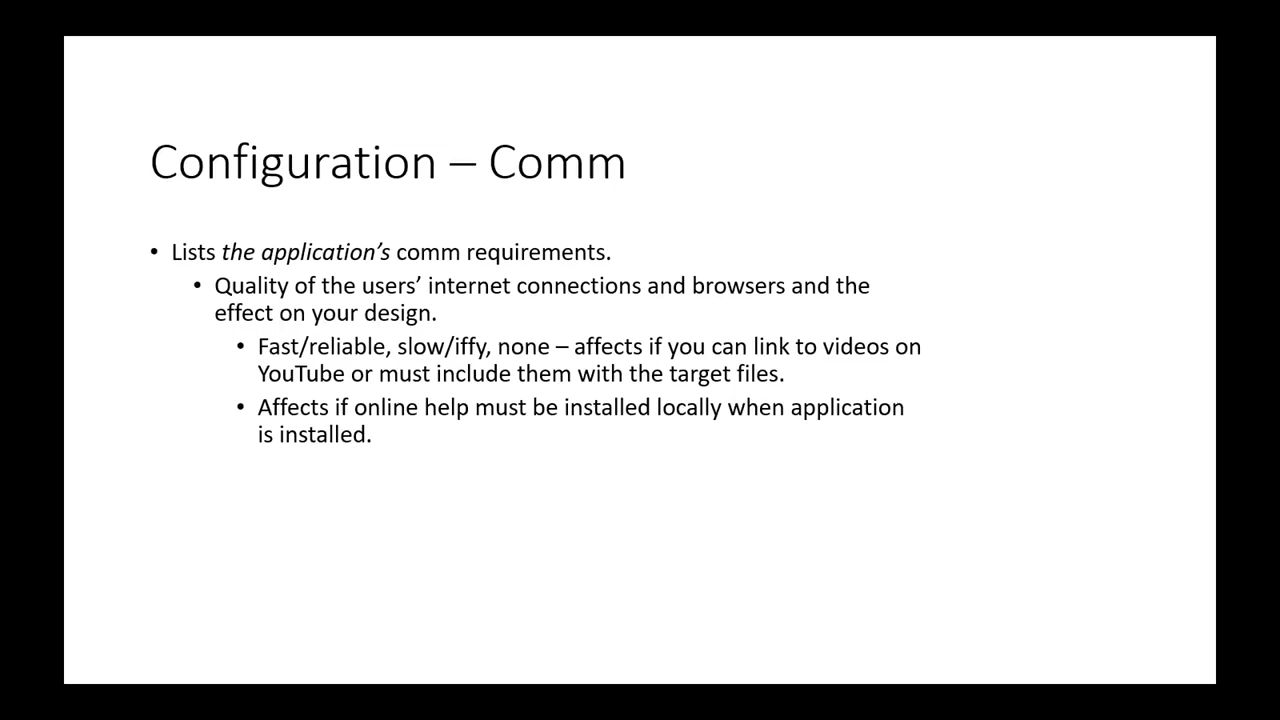 Configuration – Comm
• Lists the application’s comm requirements.
• Quality of the users’ internet connections and browsers and the
effect on your design.
• Fast/reliable, slow/iffy, none – affects if you can link to videos on
YouTube or must include them with the target files.
• Affects if online help must be installed locally when application
is installed.